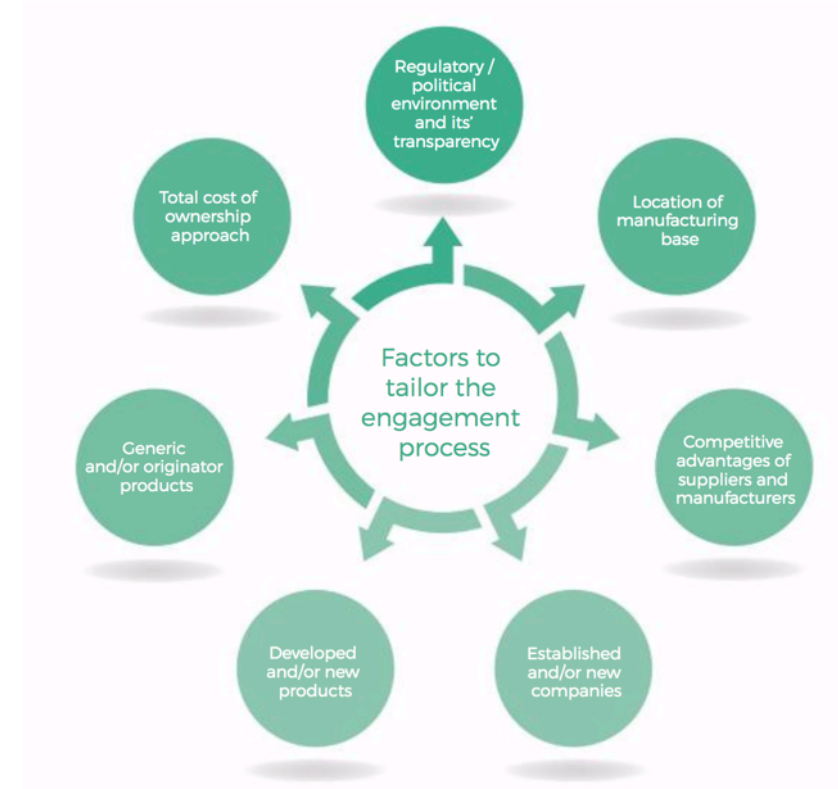 Regulatory /
political
environment
and its'
transparency
Location of
manufacturing
base
Competitive
advantages of
suppliers and
manufacturers
Established
and/or new
companies
Developed
and/or new
products
Generic
and/or originator
products
Total cost of
ownership
approach
Factors to
tailor the
engagement
process